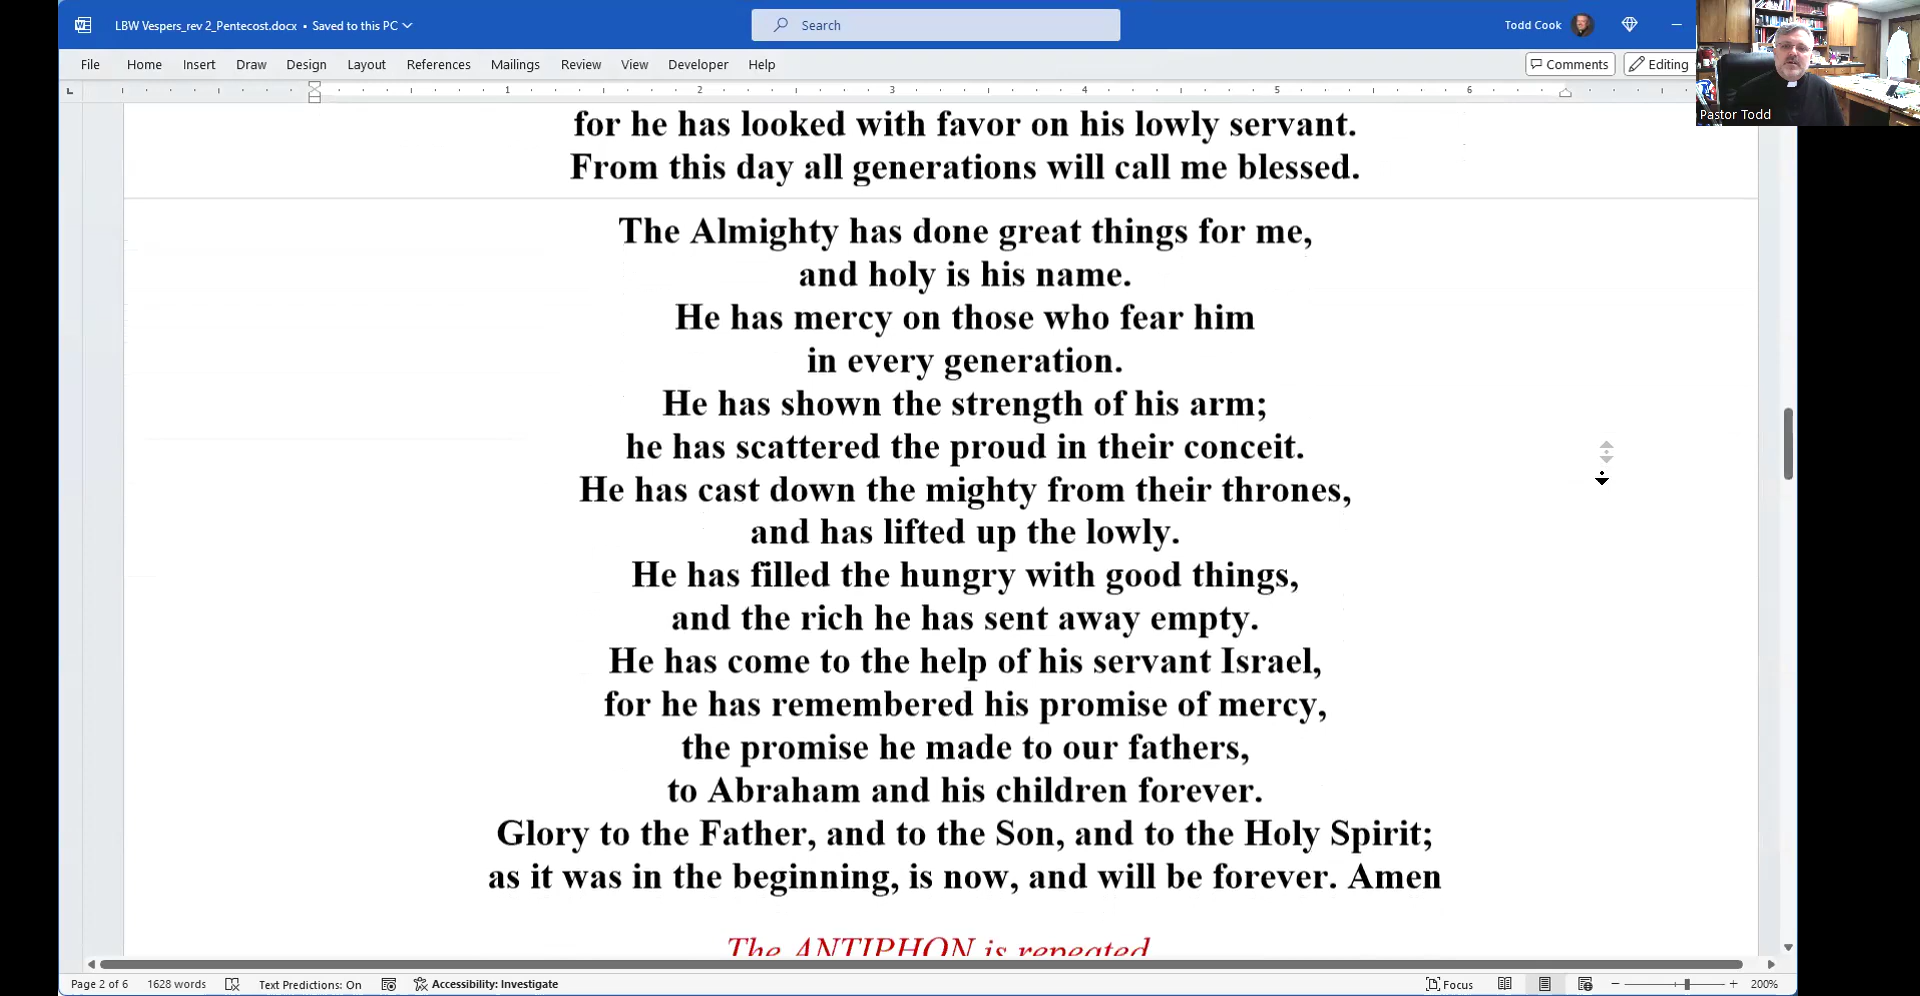 LBW Vespers_rev 2_Pentecost.docx • Saved to this PC
Search
Todd Cook
File Home Insert Draw Design Layout References Mailings Review View Developer Help
Comments Editing
1 2 3 4 5 6
Pastor Todd
for he has looked with favor on his lowly servant.
From this day all generations will call me blessed.
The Almighty has done great things for me,
and holy is his name.
He has mercy on those who fear him
in every generation.
He has shown the strength of his arm;
he has scattered the proud in their conceit.
He has cast down the mighty from their thrones,
and has lifted up the lowly.
He has filled the hungry with good things,
and the rich he has sent away empty.
He has come to the help of his servant Israel,
for he has remembered his promise of mercy,
the promise he made to our fathers,
to Abraham and his children forever.
Glory to the Father, and to the Son, and to the Holy Spirit;
as it was in the beginning, is now, and will be forever. Amen
The ANTIPHON is repeated
Page 2 of 6 1628 words Text Predictions: On Accessibility: Investigate Focus 200%